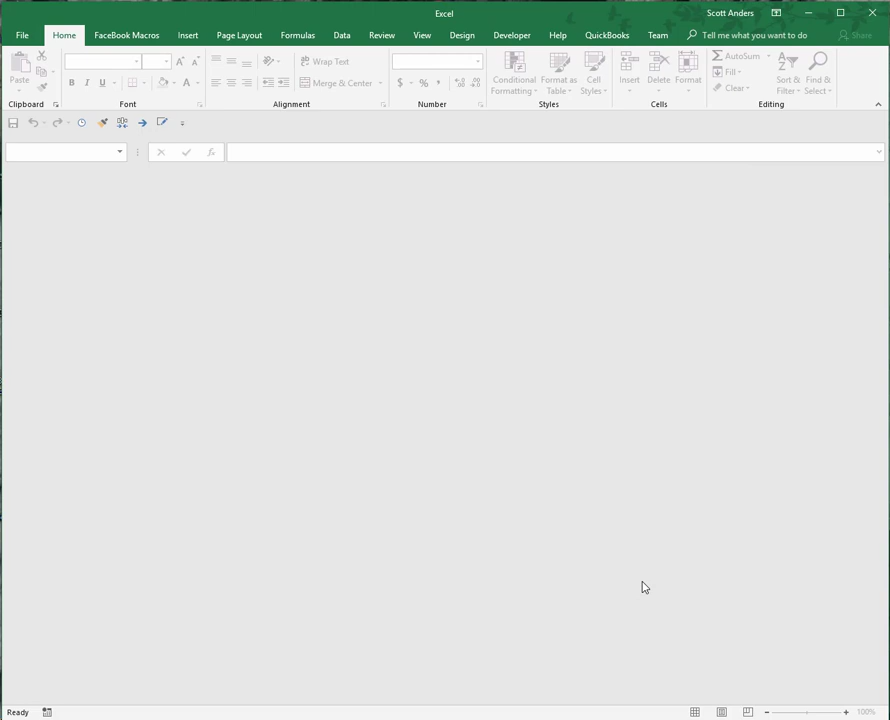 Excel
Scott Anders
File Home FaceBook Macros Insert Page Layout Formulas Data Review View Design Developer Help QuickBooks Team Tell me what you want to do Share
Paste
B I U
A A
A
Wrap Text
Merge & Center
$ % ,
Conditional Formatting
Format as Table
Cell Styles
Insert
Delete
Format
AutoSum
Fill
Clear
Sort & Filter
Find & Select
Clipboard Font Alignment Number Styles Cells Editing
fx
Ready
100%